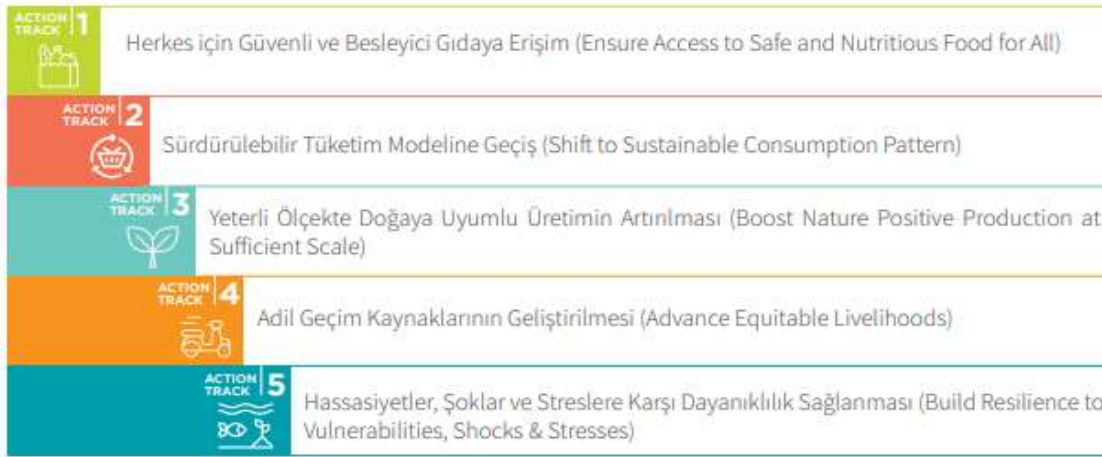 ACTION
TRACK 1
Herkes için Güvenli ve Besleyici Gıdaya Erişim (Ensure Access to Safe and Nutritious Food for All)
ACTION
TRACK 2
Sürdürülebilir Tüketim Modeline Geçiş (Shift to Sustainable Consumption Pattern)
ACTION
TRACK 3
Yeterli Ölçekte Doğaya Uyumlu Üretimin Artırılması (Boost Nature Positive Production at
Sufficient Scale)
ACTION
TRACK 4
Adil Geçim Kaynaklarının Geliştirilmesi (Advance Equitable Livelihoods)
ACTION
TRACK 5
Hassasiyetler, Şoklar ve Streslere Karşı Dayanıklılık Sağlanması (Build Resilience to
Vulnerabilities, Shocks & Stresses)